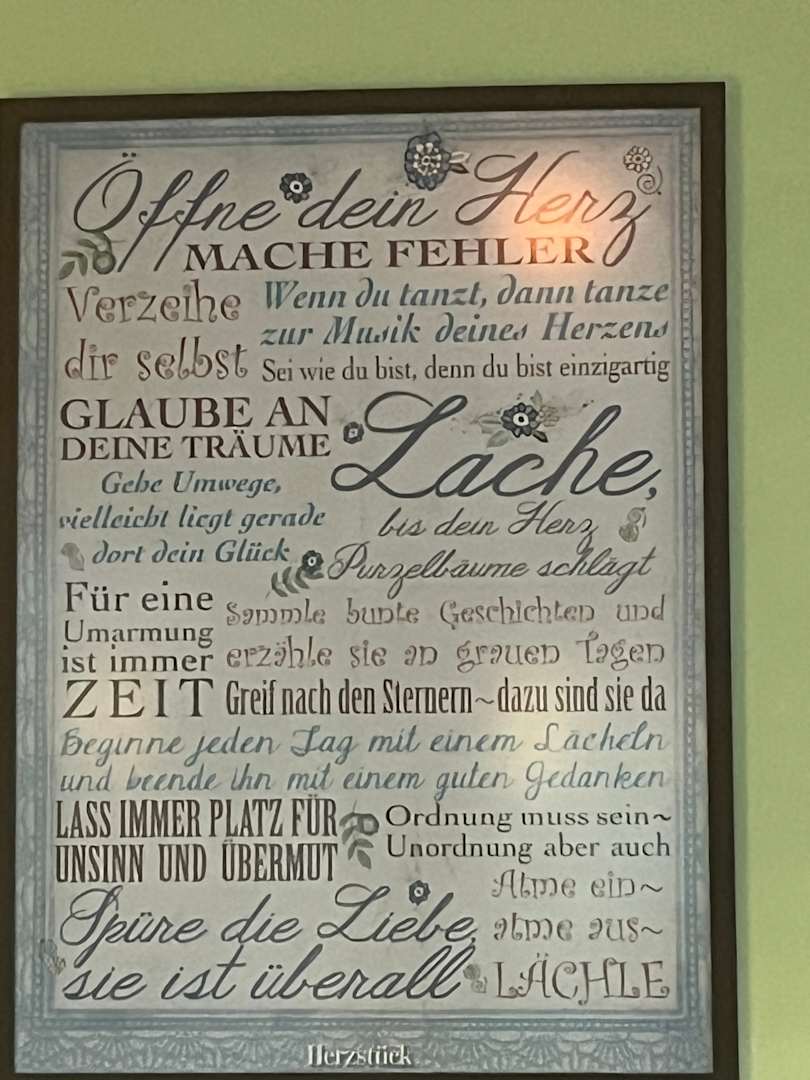 Öffne dein Herz
MACHE FEHLER
Verzeihe
dir selbst
Wenn du tanzt, dann tanze
zur Musik deines Herzens
Sei wie du bist, denn du bist einzigartig
GLAUBE AN
DEINE TRÄUME
Lache,
bis dein Herz
Purzelbäume schlägt
Gehe Umwege,
vielleicht liegt gerade
dort dein Glück
Für eine
Umarmung
ist immer
ZEIT
Sammle bunte Geschichten und
erzähle sie an grauen Tagen
Greif nach den Sternern~dazu sind sie da
Beginne jeden Tag mit einem Lächeln
und beende ihn mit einem guten Gedanken
LASS IMMER PLATZ FÜR
UNSINN UND ÜBERMUT
Ordnung muss sein~
Unordnung aber auch
Spüre die Liebe,
sie ist überall
Atme ein~
atme aus~
LÄCHLE
Herzstück